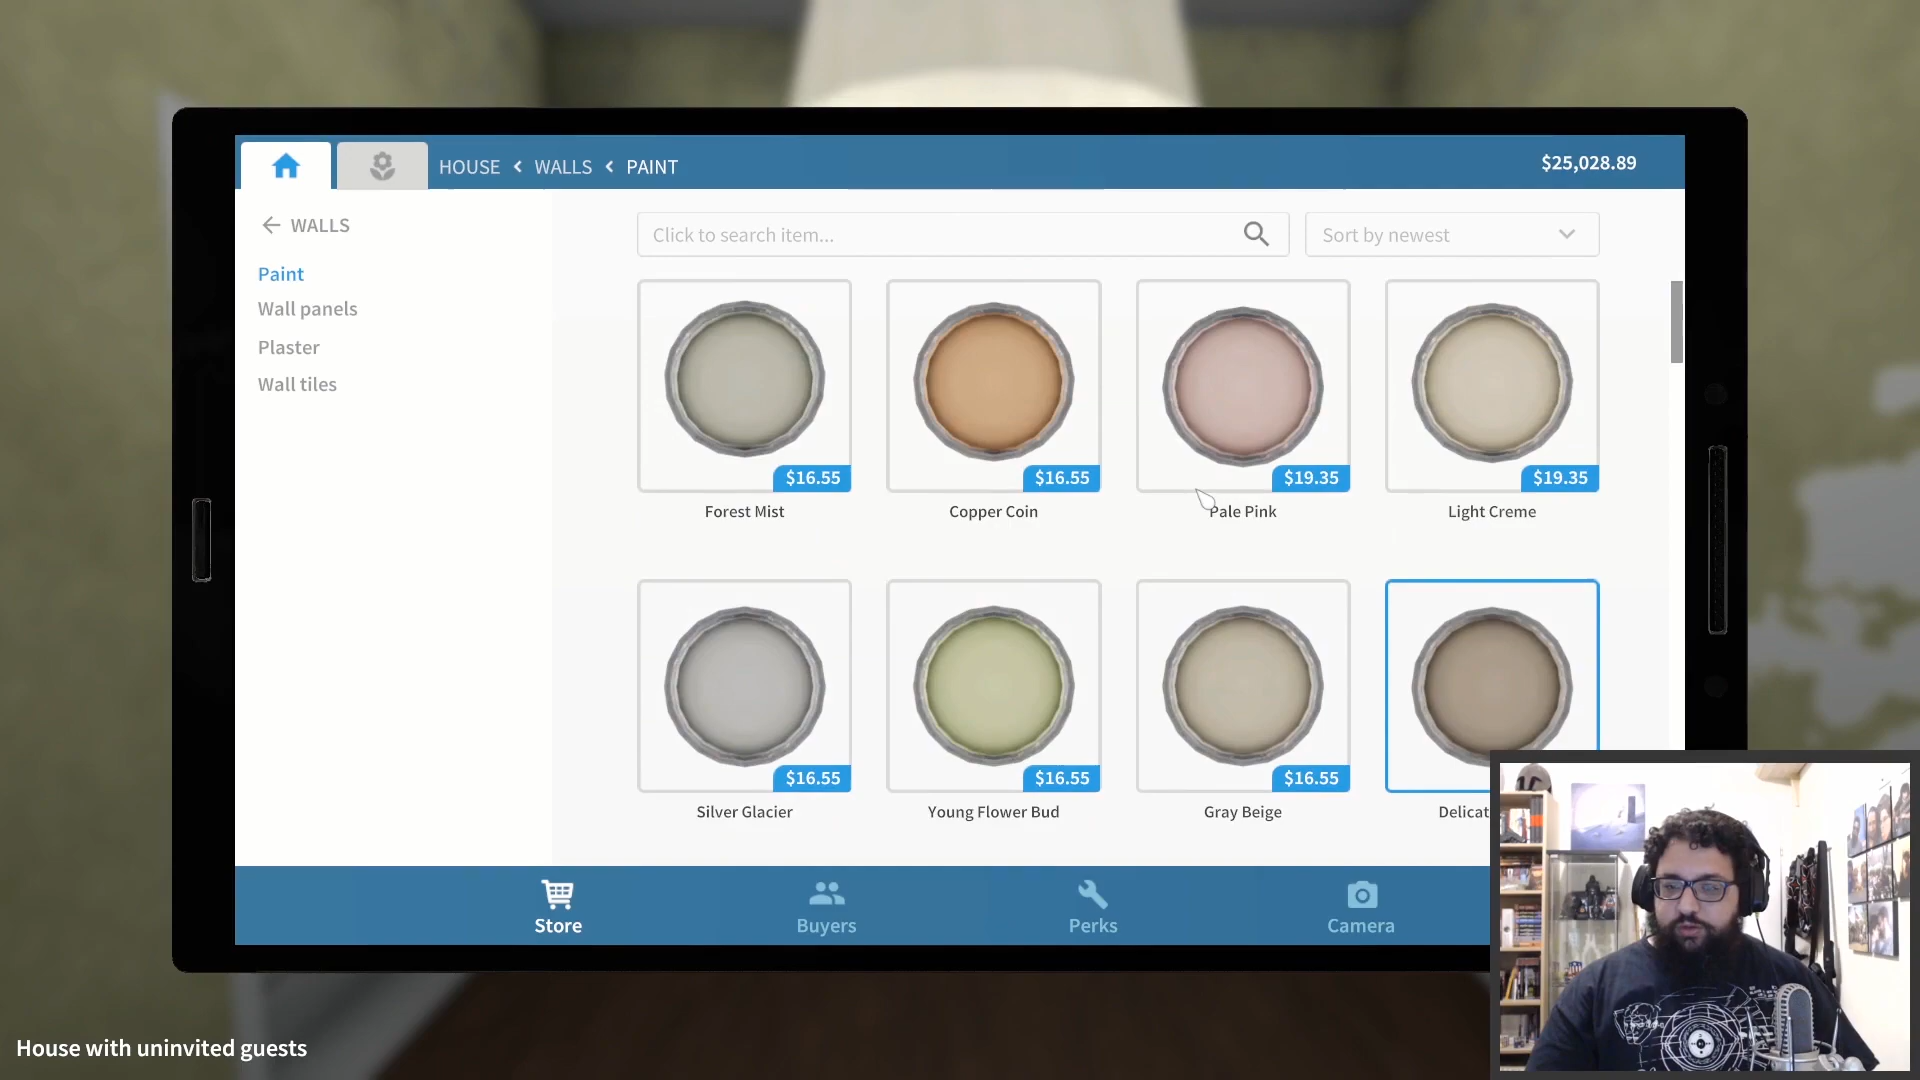 HOUSE < WALLS < PAINT
$25,028.89
WALLS
Click to search item...
Sort by newest
Paint
Wall panels
Plaster
Wall tiles
$16.55
$16.55
$19.35
$19.35
Forest Mist
Copper Coin
Pale Pink
Light Creme
$16.55
$16.55
$16.55
Silver Glacier
Young Flower Bud
Gray Beige
Delicat
Store
Buyers
Perks
Camera
House with uninvited guests